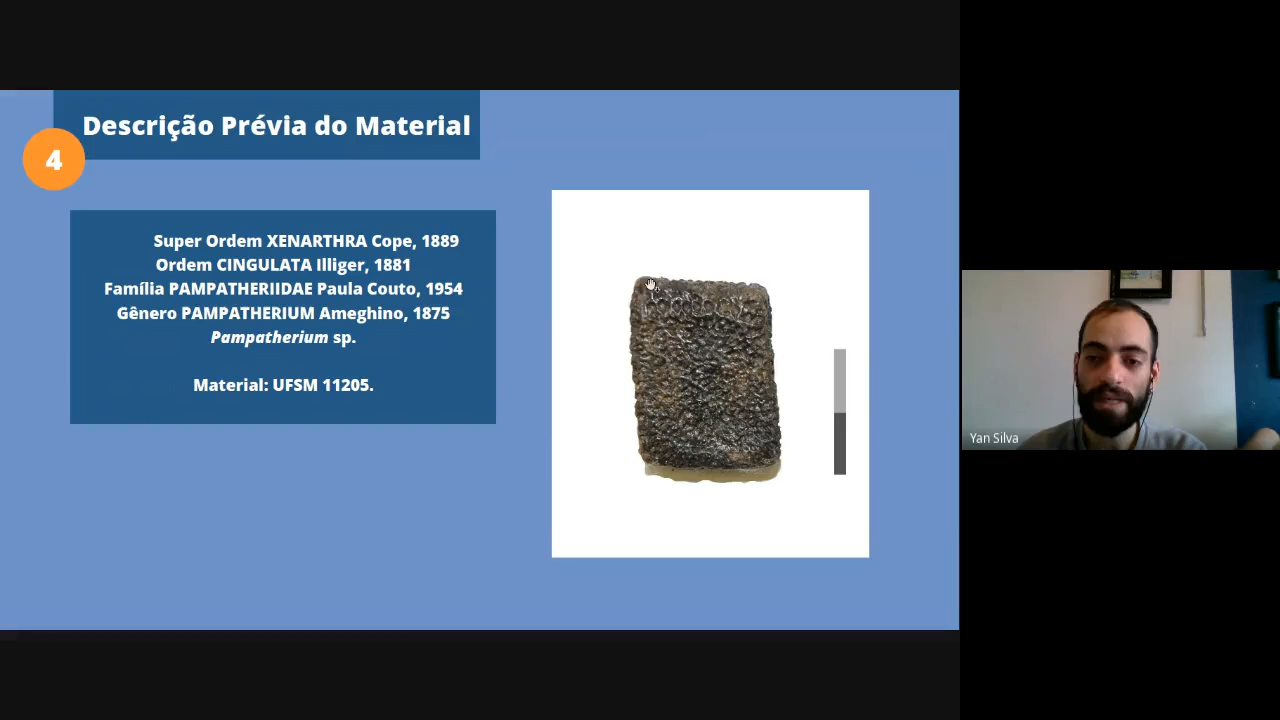 Descrição Prévia do Material
4
Super Ordem XENARTHRA Cope, 1889
Ordem CINGULATA Illiger, 1881
Família PAMPATHERIIDAE Paula Couto, 1954
Gênero PAMPATHERIUM Ameghino, 1875
Pampatherium sp.
Material: UFSM 11205.
Yan Silva